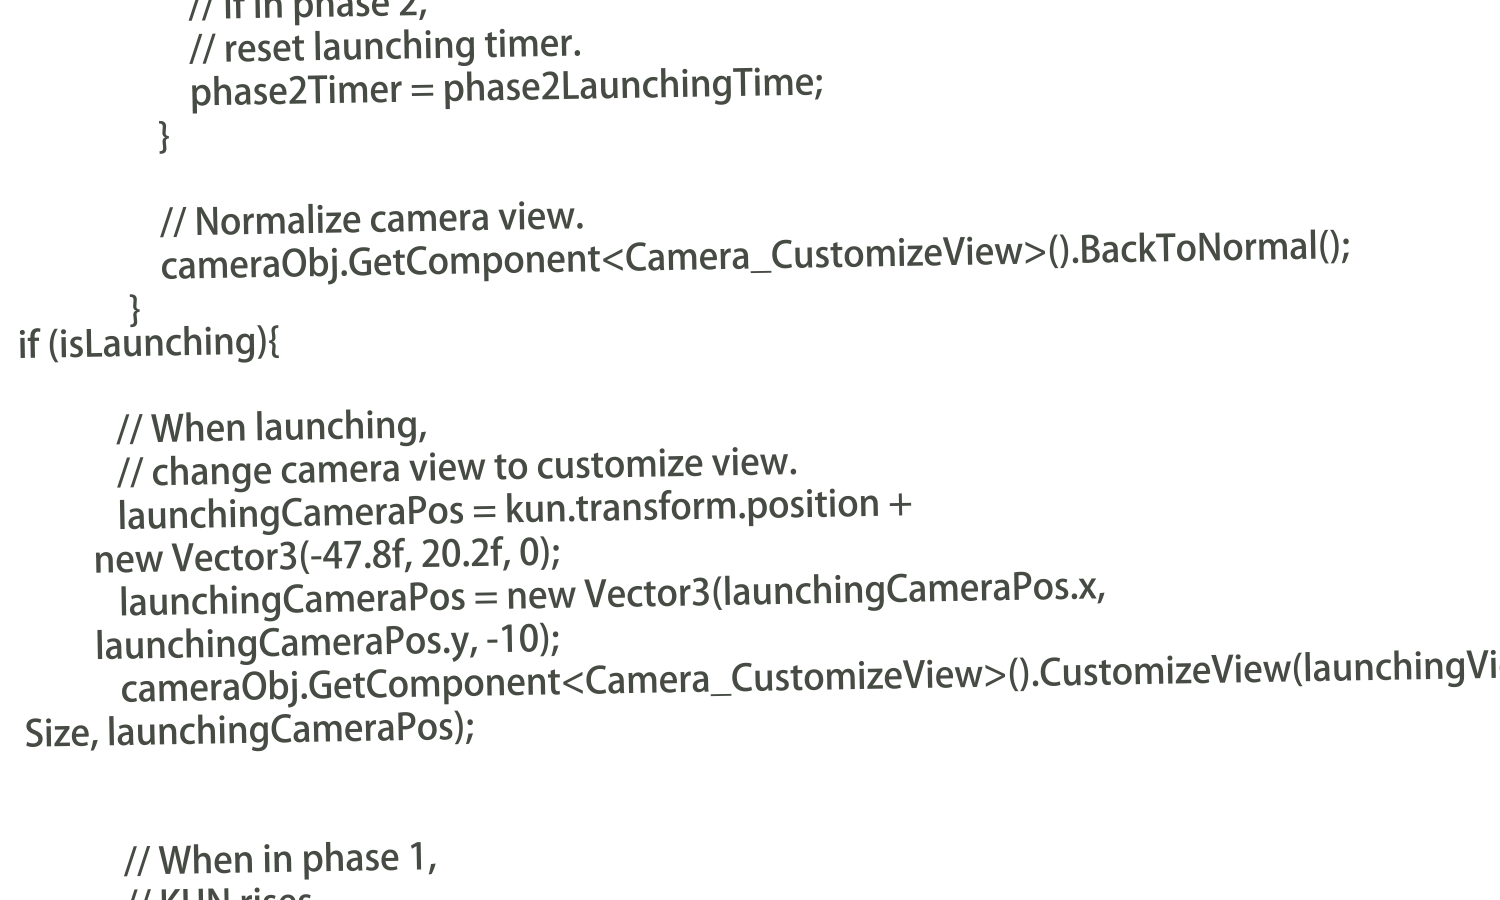 // If in phase 2,
// reset launching timer.
phase2Timer = phase2LaunchingTime;
}
// Normalize camera view.
cameraObj.GetComponent<Camera_CustomizeView>().BackToNormal();
}
if (isLaunching){
// When launching,
// change camera view to customize view.
launchingCameraPos = kun.transform.position +
new Vector3(-47.8f, 20.2f, 0);
launchingCameraPos = new Vector3(launchingCameraPos.x,
launchingCameraPos.y, -10);
cameraObj.GetComponent<Camera_CustomizeView>().CustomizeView(launchingVi
Size, launchingCameraPos);
// When in phase 1,
// KUN rises